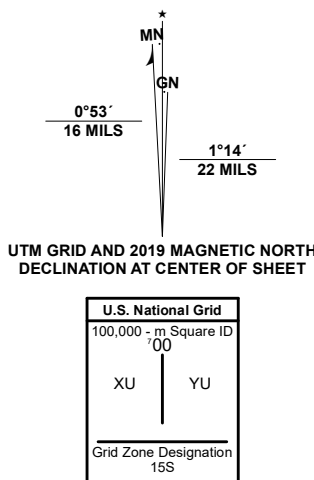 ★
MN
GN
0°53´
16 MILS
1°14´
22 MILS
UTM GRID AND 2019 MAGNETIC NORTH
DECLINATION AT CENTER OF SHEET
U.S. National Grid
100,000 - m Square ID
⁷00
XU YU
Grid Zone Designation
15S